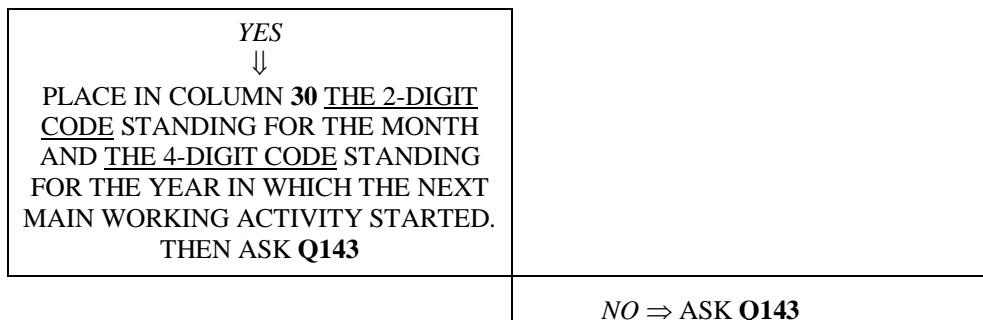 YES
⇓
PLACE IN COLUMN 30 THE 2-DIGIT
CODE STANDING FOR THE MONTH
AND THE 4-DIGIT CODE STANDING
FOR THE YEAR IN WHICH THE NEXT
MAIN WORKING ACTIVITY STARTED.
THEN ASK Q143
NO ⇒ ASK Q143